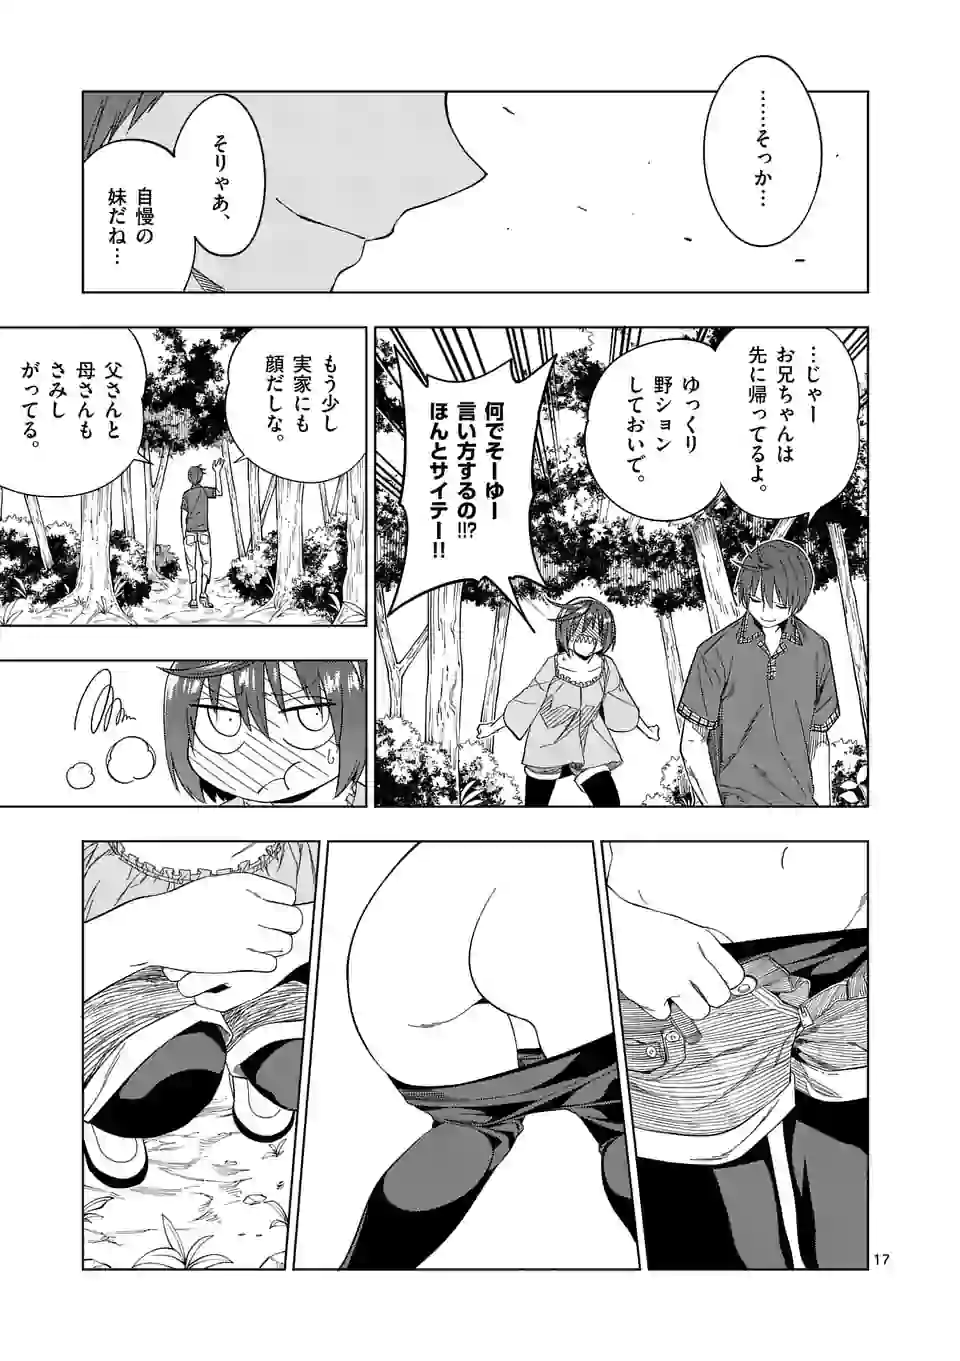 ……そっか…
そりゃあ、
自慢の
妹だね…
…じゃー
お兄ちゃんは
先に帰ってるよ。
ゆっくり
野ション
しておいで。
何でそーゆー
言い方するの!!?
ほんとサイテー!!
もう少し
実家にも
顔だしな。
父さんと
母さんも
さみし
がってる。
17